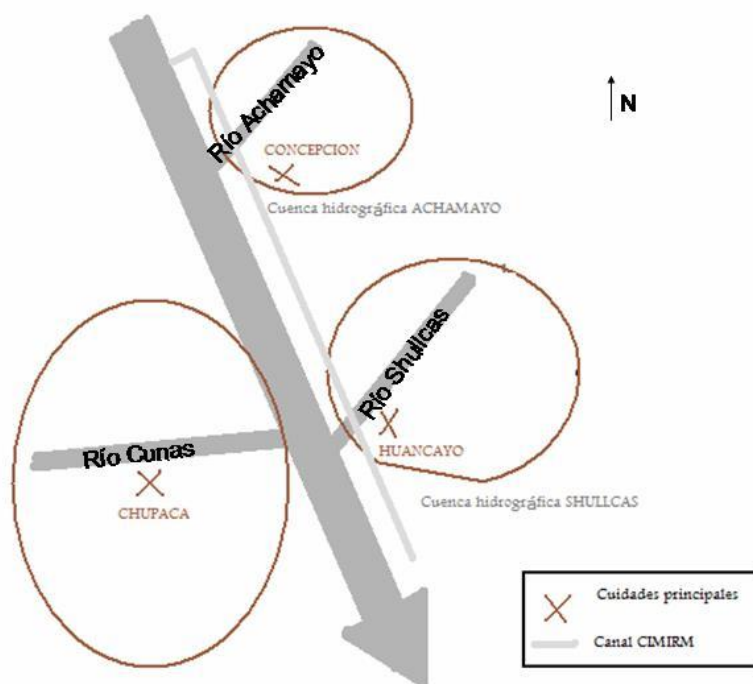 Río Achamayo
N
CONCEPCION
Cuenca hidrográfica ACHAMAYO
Río Shullcas
HUANCAYO
Río Cunas
CHUPACA
Cuenca hidrográfica SHULLCAS
Cuidades principales
Canal CIMIRM